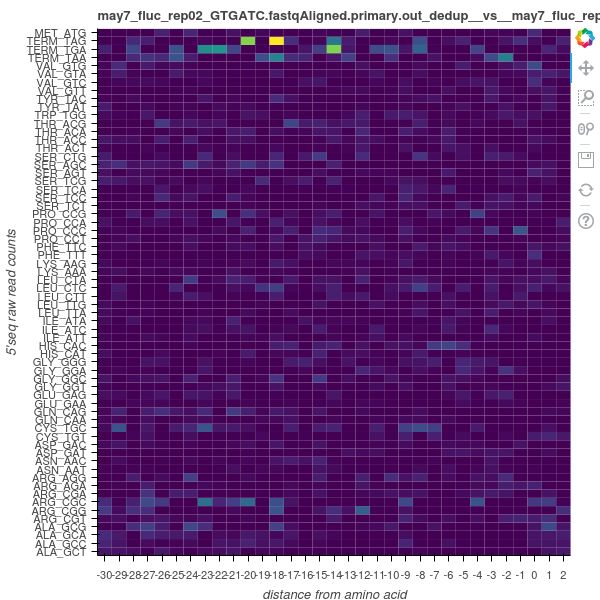 may7_fluc_rep02_GTGATC.fastqAligned.primary.out_dedup__vs__may7_fluc_rep
MET_ATG
TERM_TAG
TERM_TGA
TERM_TAA
VAL_GTG
VAL_GTA
VAL_GTC
VAL_GTT
TYR_TAC
TYR_TAT
TRP_TGG
THR_ACG
THR_ACA
THR_ACC
THR_ACT
SER_CTG
SER_AGC
SER_AGT
SER_TCG
SER_TCA
SER_TCC
SER_TCT
PRO_CCG
PRO_CCA
PRO_CCC
PRO_CCT
PHE_TTC
PHE_TTT
LYS_AAG
LYS_AAA
LEU_CTA
LEU_CTC
LEU_CTT
LEU_TTG
LEU_TTA
ILE_ATA
ILE_ATC
ILE_ATT
HIS_CAC
HIS_CAT
GLY_GGG
GLY_GGA
GLY_GGC
GLY_GGT
GLU_GAG
GLU_GAA
GLN_CAG
GLN_CAA
CYS_TGC
CYS_TGT
ASP_GAC
ASP_GAT
ASN_AAC
ASN_AAT
ARG_AGG
ARG_AGA
ARG_CGA
ARG_CGC
ARG_CGG
ARG_CGT
ALA_GCG
ALA_GCA
ALA_GCC
ALA_GCT
5'seq raw read counts
-30-29-28-27-26-25-24-23-22-21-20-19-18-17-16-15-14-13-12-11-10-9 -8 -7 -6 -5 -4 -3 -2 -1 0 1 2
distance from amino acid